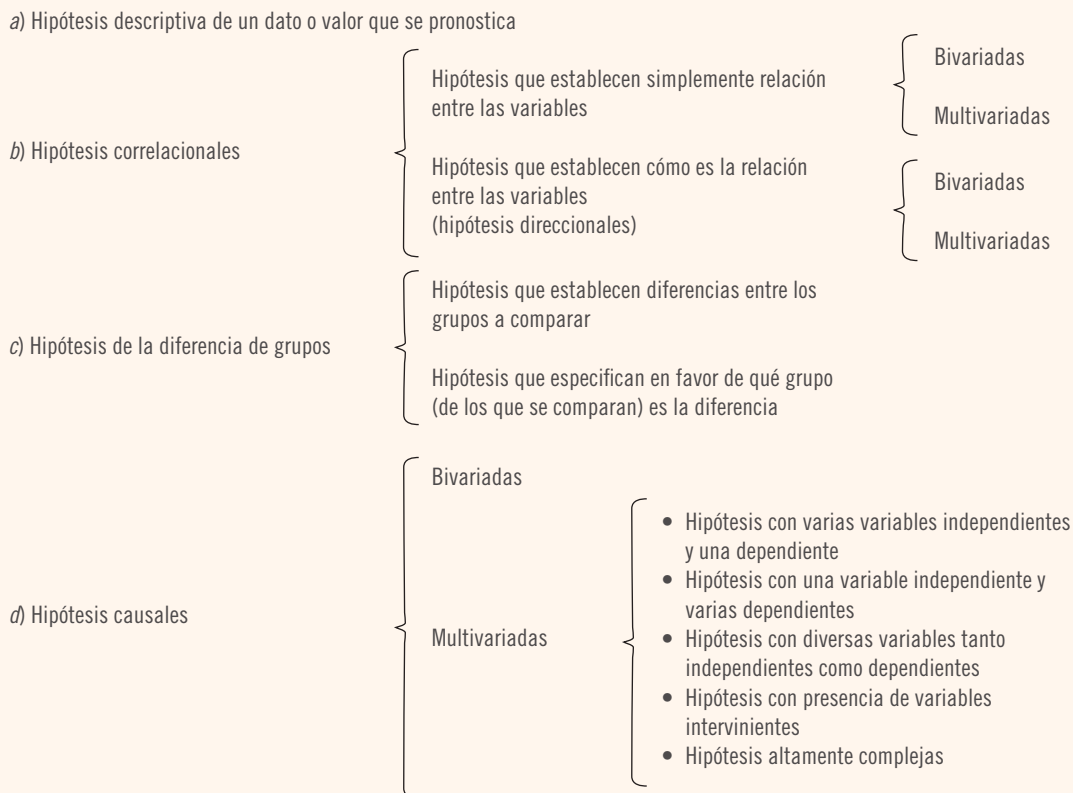 a) Hipótesis descriptiva de un dato o valor que se pronostica
b) Hipótesis correlacionales
Hipótesis que establecen simplemente relación
entre las variables
Bivariadas
Multivariadas
Hipótesis que establecen cómo es la relación
entre las variables
(hipótesis direccionales)
Bivariadas
Multivariadas
c) Hipótesis de la diferencia de grupos
Hipótesis que establecen diferencias entre los
grupos a comparar
Hipótesis que especifican en favor de qué grupo
(de los que se comparan) es la diferencia
d) Hipótesis causales
Bivariadas
Multivariadas
• Hipótesis con varias variables independientes
y una dependiente
• Hipótesis con una variable independiente y
varias dependientes
• Hipótesis con diversas variables tanto
independientes como dependientes
• Hipótesis con presencia de variables
intervinientes
• Hipótesis altamente complejas